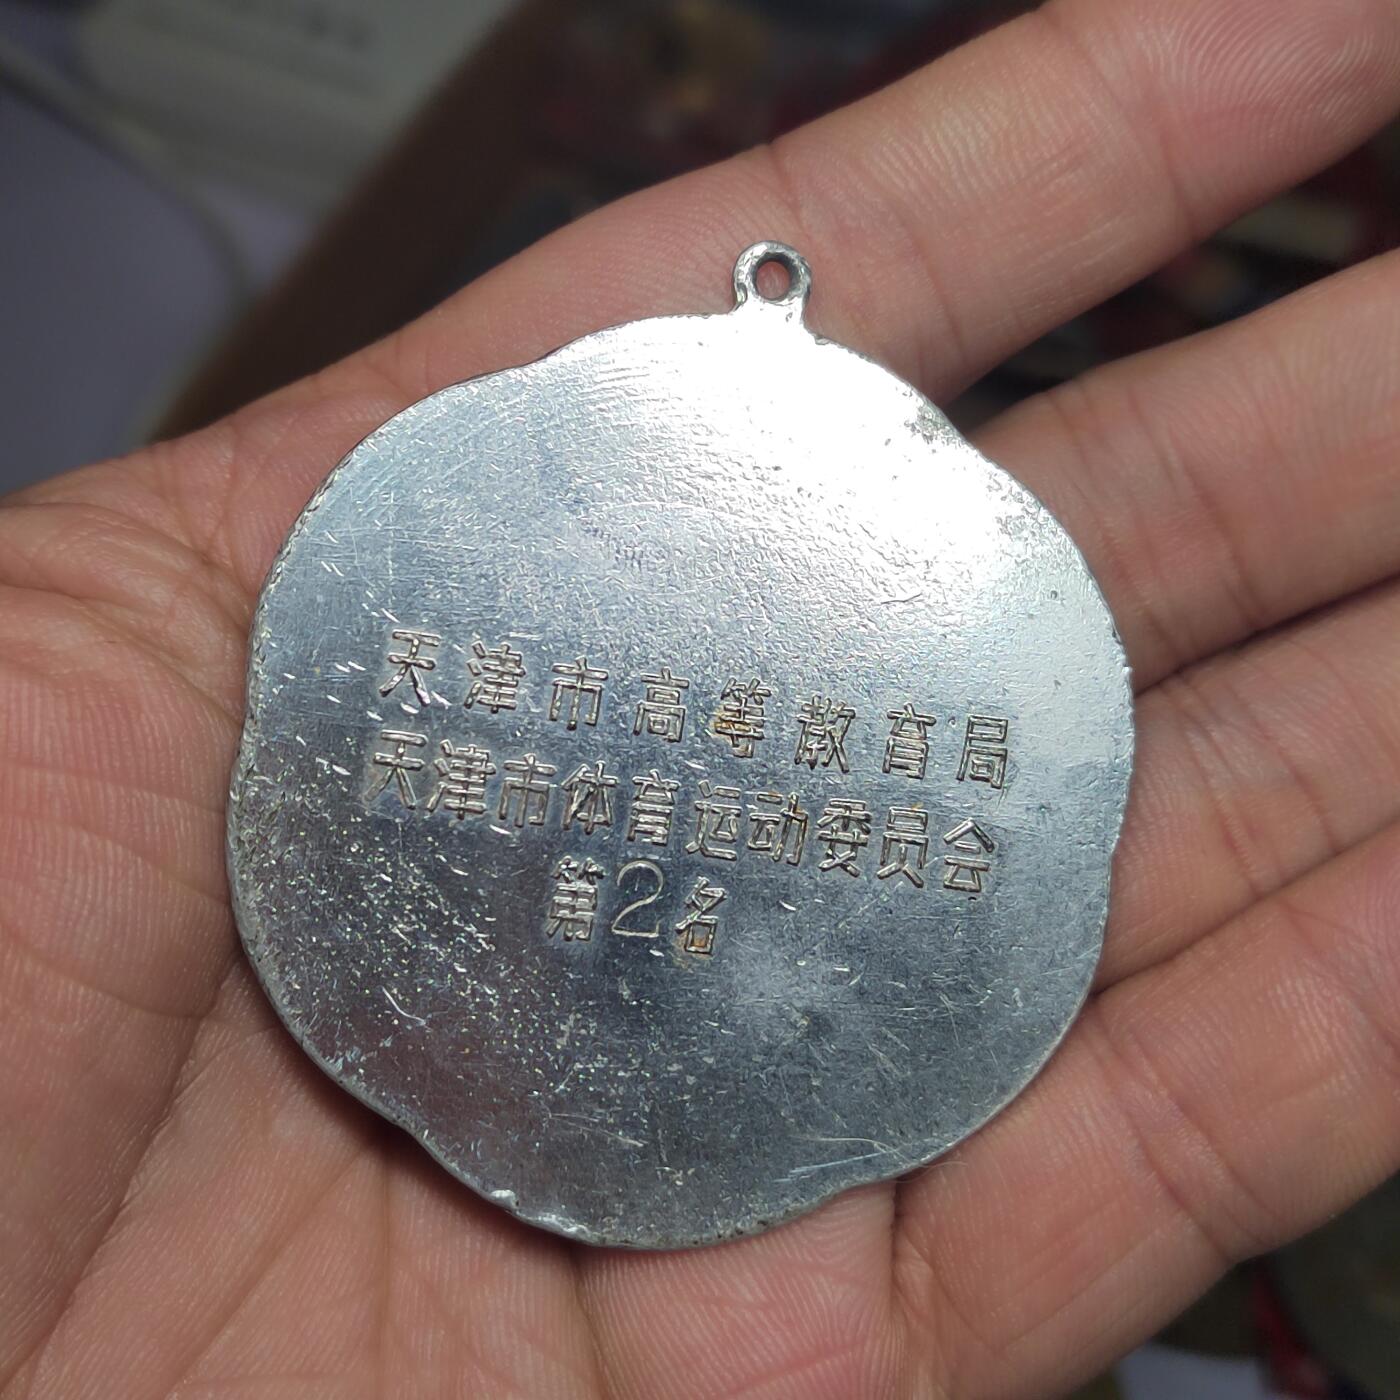 天津市高等教育局
天津市体育运动委员会
第2名